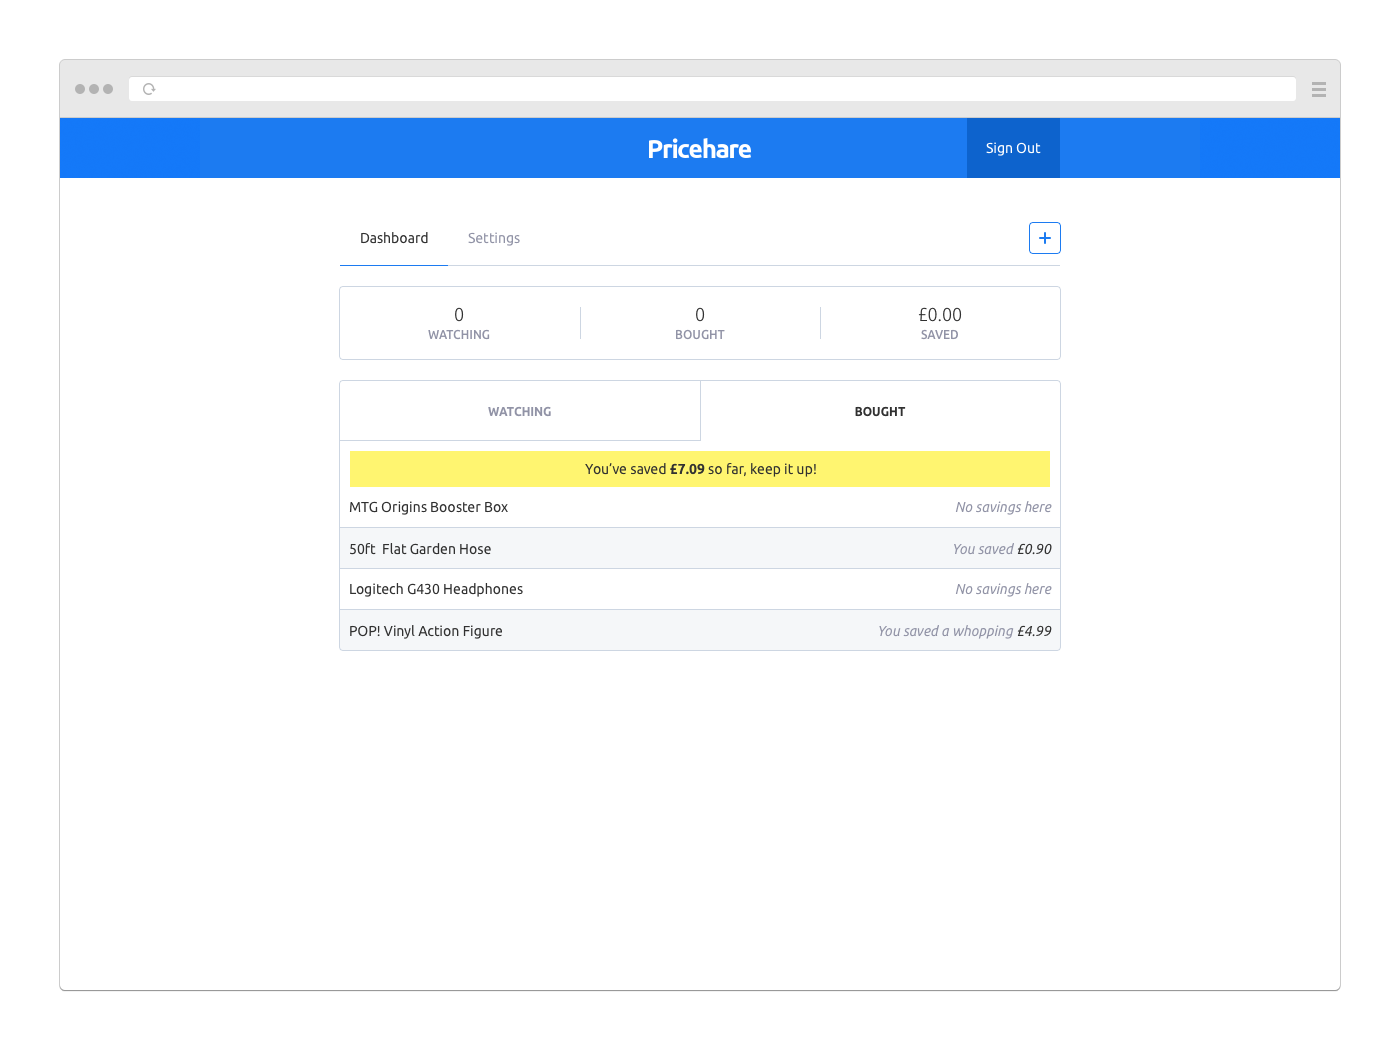 Pricehare
Sign Out
Dashboard
Settings
+
0
WATCHING
0
BOUGHT
£0.00
SAVED
WATCHING
BOUGHT
You’ve saved £7.09 so far, keep it up!
MTG Origins Booster Box
No savings here
50ft  Flat Garden Hose
You saved £0.90
Logitech G430 Headphones
No savings here
POP! Vinyl Action Figure
You saved a whopping £4.99